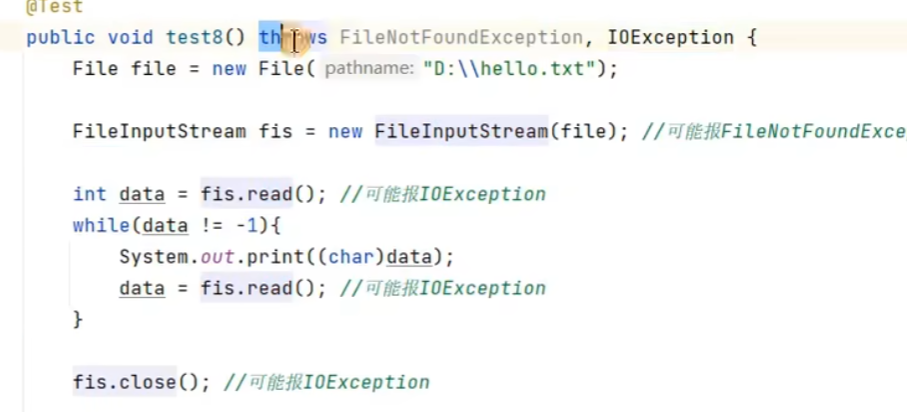 @Test
public void test8() throws FileNotFoundException, IOException {
File file = new File( pathname: "D:\\hello.txt");
FileInputStream fis = new FileInputStream(file); //可能报FileNotFoundExce
int data = fis.read(); //可能报IOException
while(data != -1){
System.out.print((char)data);
data = fis.read(); //可能报IOException
}
fis.close(); //可能报IOException